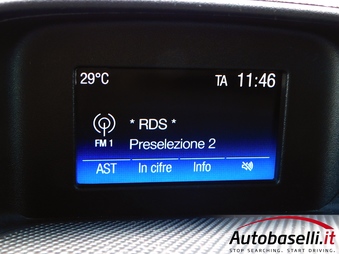 29°C
TA 11:46
* RDS *
FM 1
Preselezione 2
AST In cifre Info
Autobaselli.it
STOP SEARCHING. START DRIVING.